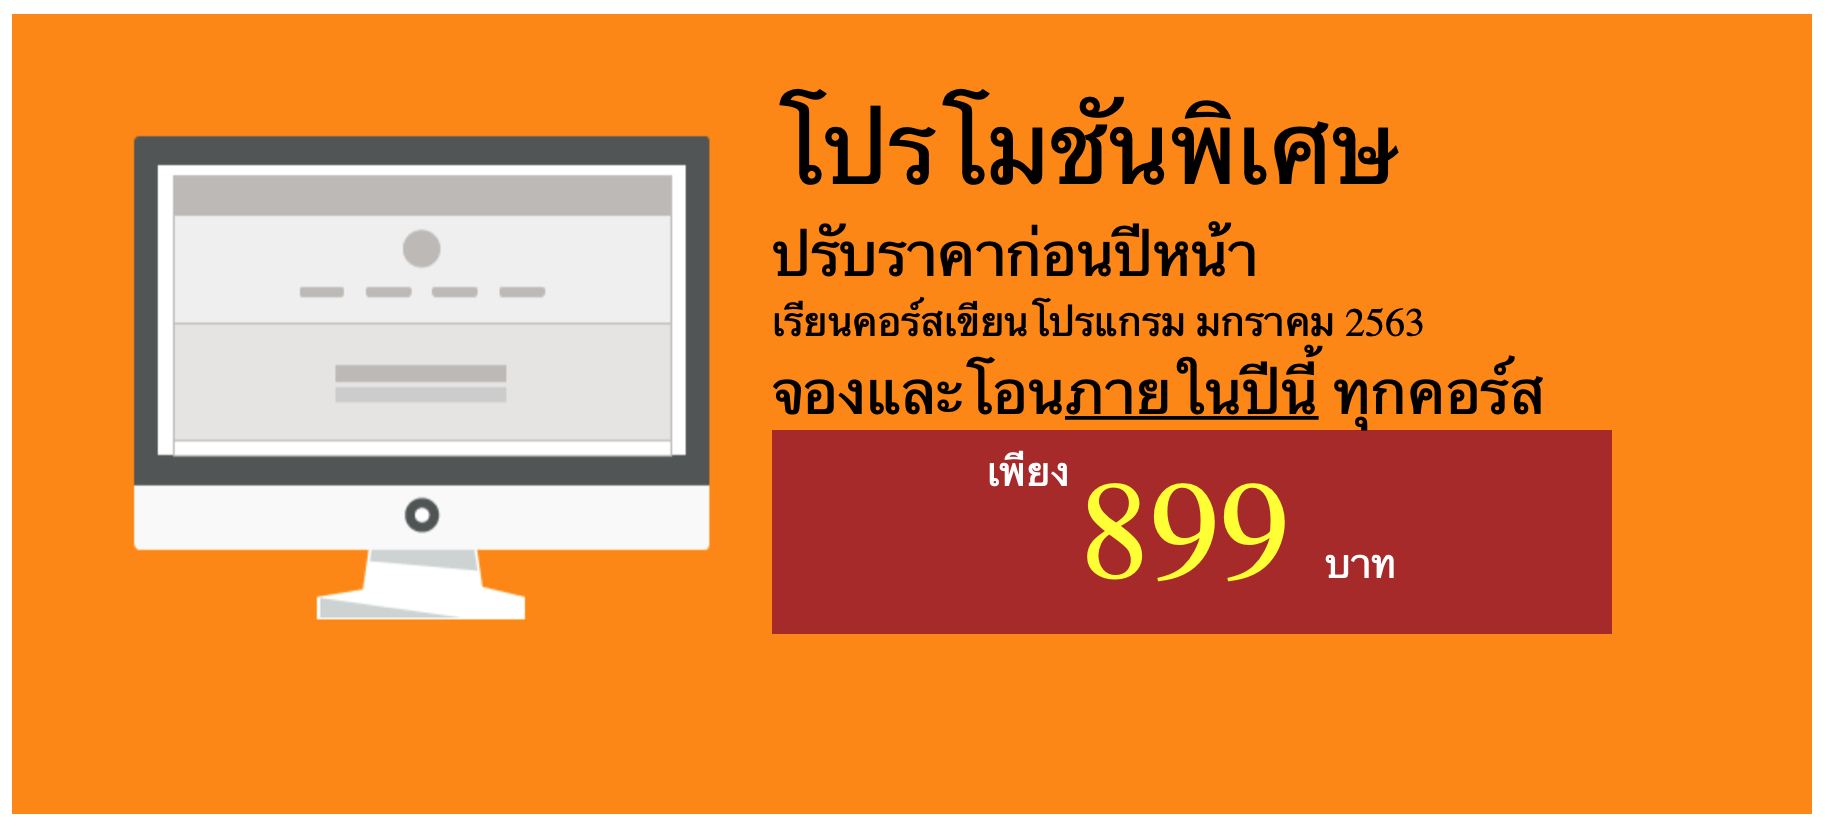 โปรโมชันพิเศษ
ปรับราคาก่อนปีหน้า
เรียนคอร์สเขียนโปรแกรม มกราคม 2563
จองและโอนภายในปีนี้ ทุกคอร์ส
เพียง 899 บาท